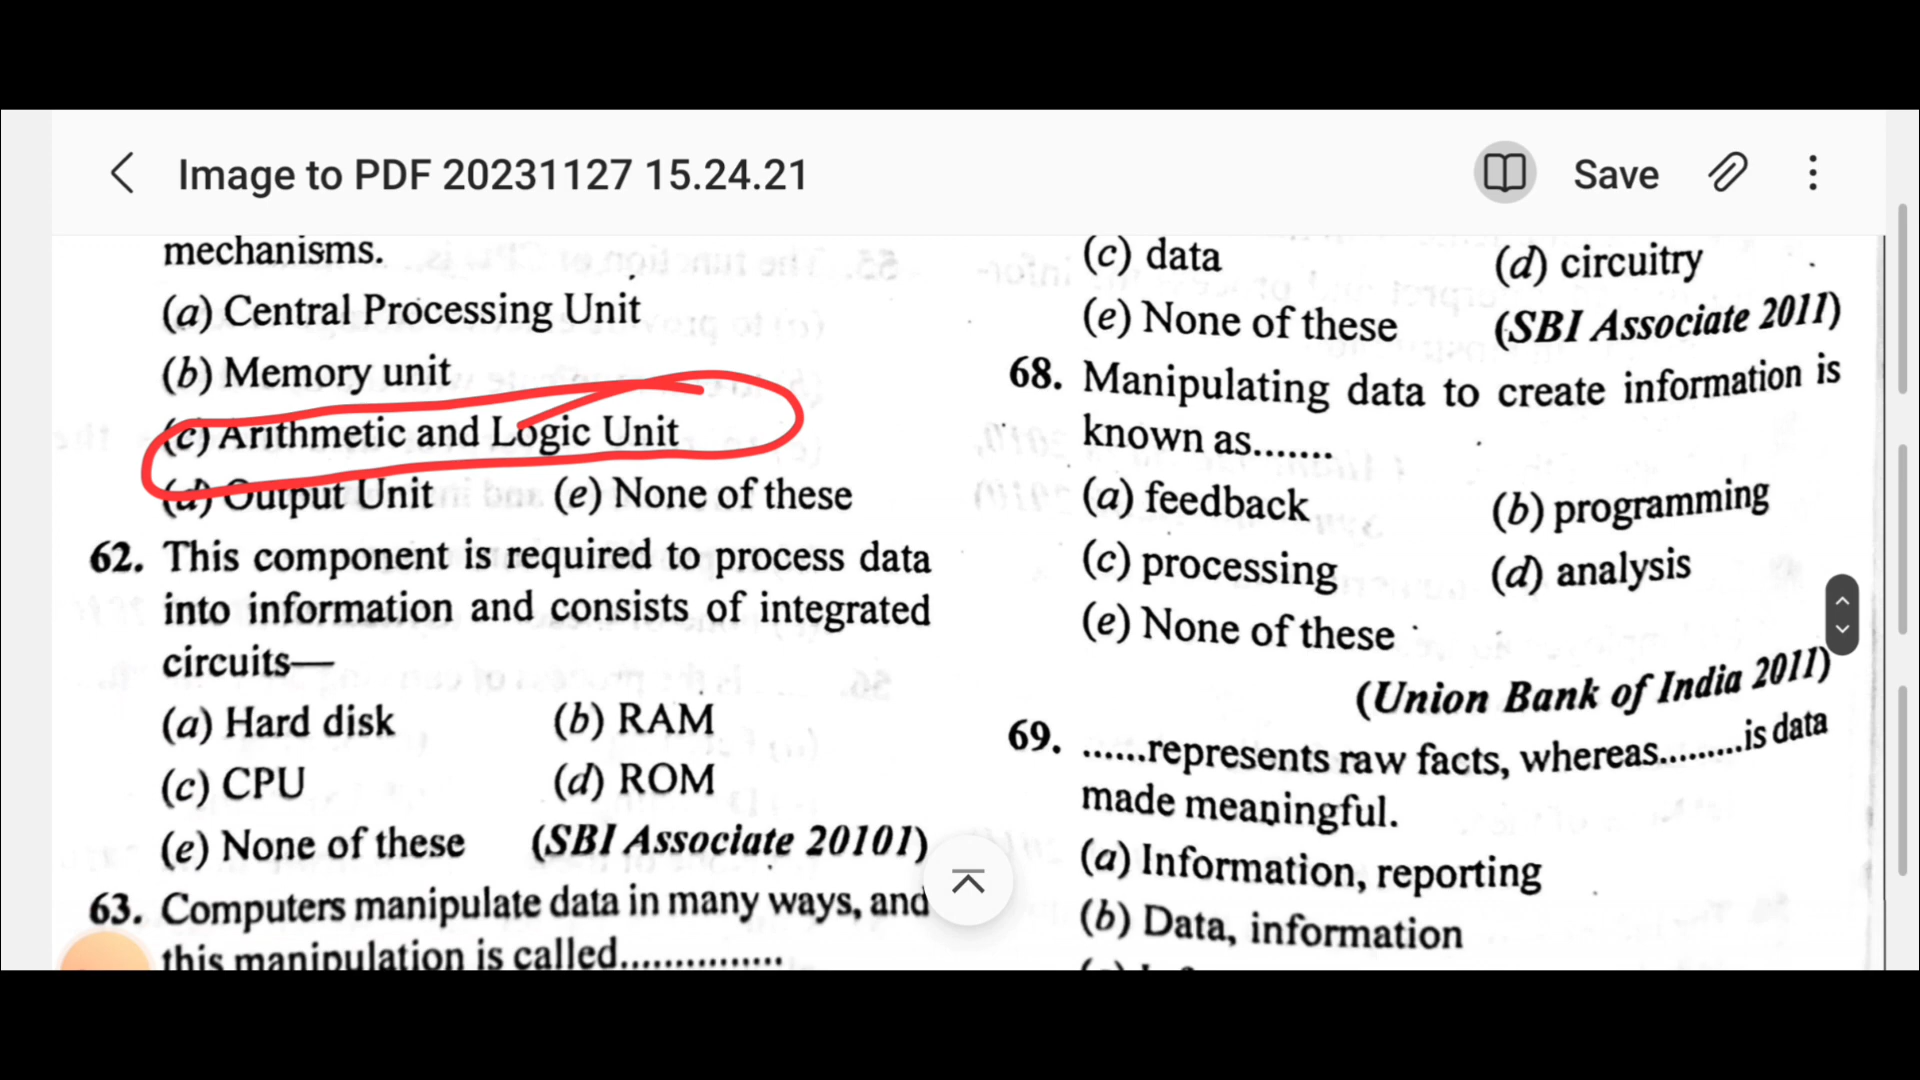 Image to PDF 20231127 15.24.21
Save
mechanisms.
(a) Central Processing Unit
(b) Memory unit
(c) Arithmetic and Logic Unit
(d) Output Unit (e) None of these
62. This component is required to process data
into information and consists of integrated
circuits—
(a) Hard disk (b) RAM
(c) CPU (d) ROM
(e) None of these (SBI Associate 20101)
63. Computers manipulate data in many ways, and
this manipulation is called...............
(c) data (d) circuitry
(e) None of these (SBI Associate 2011)
68. Manipulating data to create information is
known as.......
(a) feedback (b) programming
(c) processing (d) analysis
(e) None of these
(Union Bank of India 2011)
69. ......represents raw facts, whereas.........is data
made meaningful.
(a) Information, reporting
(b) Data, information